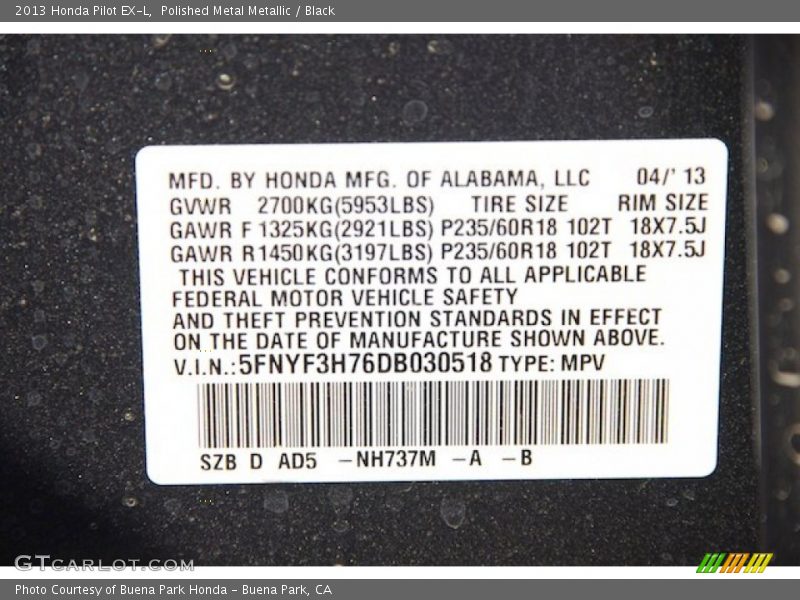 2013 Honda Pilot EX-L, Polished Metal Metallic / Black
MFD. BY HONDA MFG. OF ALABAMA, LLC 04/' 13
GVWR 2700KG(5953LBS) TIRE SIZE RIM SIZE
GAWR F 1325KG(2921LBS) P235/60R18 102T 18X7.5J
GAWR R 1450KG(3197LBS) P235/60R18 102T 18X7.5J
THIS VEHICLE CONFORMS TO ALL APPLICABLE
FEDERAL MOTOR VEHICLE SAFETY
AND THEFT PREVENTION STANDARDS IN EFFECT
ON THE DATE OF MANUFACTURE SHOWN ABOVE.
V.I.N.:5FNYF3H76DB030518 TYPE: MPV
SZB D AD5 -NH737M -A -B
GTCARLOT.COM
Photo Courtesy of Buena Park Honda - Buena Park, CA